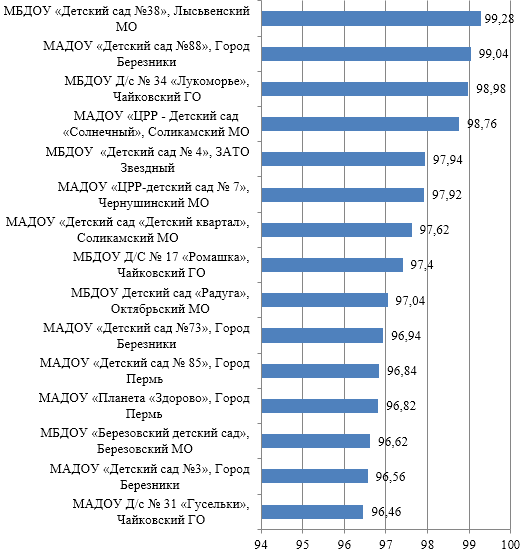 МБДОУ «Детский сад №38», Лысьвенский
МО
99,28
МАДОУ «Детский сад №88», Город
Березники
99,04
МБДОУ Д/с № 34 «Лукоморье»,
Чайковский ГО
98,98
МАДОУ «ЦРР - Детский сад
«Солнечный», Соликамский МО
98,76
МБДОУ «Детский сад № 4», ЗАТО
Звездный
97,94
МАДОУ «ЦРР-детский сад № 7»,
Чернушинский МО
97,92
МАДОУ «Детский сад «Детский квартал»,
Соликамский МО
97,62
МБДОУ Д/С № 17 «Ромашка»,
Чайковский ГО
97,4
МБДОУ Детский сад «Радуга»,
Октябрьский МО
97,04
МАДОУ «Детский сад №73», Город
Березники
96,94
МАДОУ «Детский сад № 85», Город
Пермь
96,84
МАДОУ «Планета «Здорово», Город
Пермь
96,82
МБДОУ «Березовский детский сад»,
Березовский МО
96,62
МАДОУ «Детский сад №3», Город
Березники
96,56
МАДОУ Д/с № 31 «Гусельки»,
Чайковский ГО
96,46
94 95 96 97 98 99 100